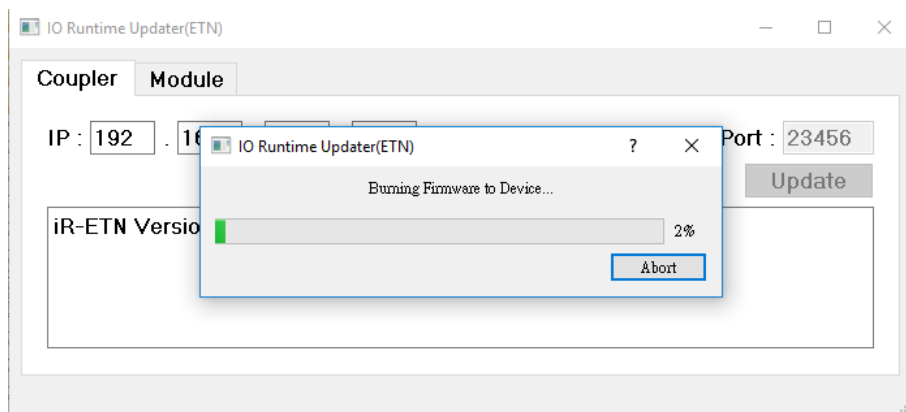 IO Runtime Updater(ETN)
Coupler Module
IP : 192 . Port : 23456
Update
iR-ETN Versio
IO Runtime Updater(ETN) ?
Burning Firmware to Device...
2%
Abort